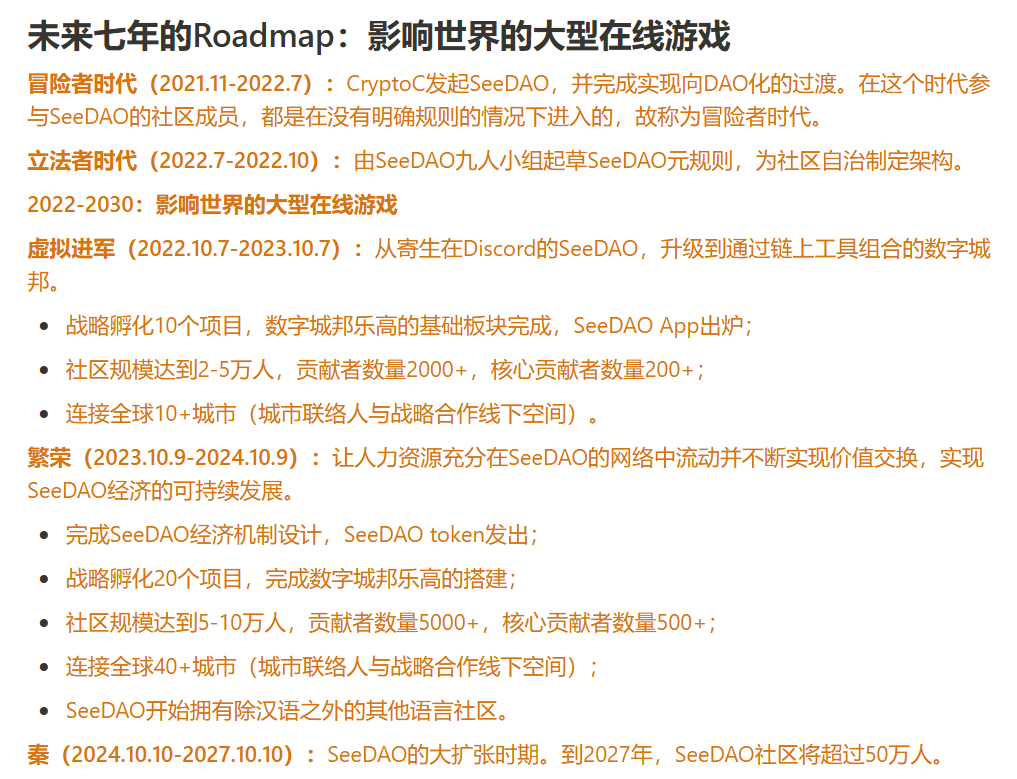 未来七年的Roadmap：影响世界的大型在线游戏
冒险者时代（2021.11-2022.7）：CryptoC发起SeeDAO，并完成实现向DAO化的过渡。在这个时代参
与SeeDAO的社区成员，都是在没有明确规则的情况下进入的，故称为冒险者时代。
立法者时代（2022.7-2022.10）：由SeeDAO九人小组起草SeeDAO元规则，为社区自治制定架构。
2022-2030：影响世界的大型在线游戏
虚拟进军（2022.10.7-2023.10.7）：从寄生在Discord的SeeDAO，升级到通过链上工具组合的数字城
邦。
• 战略孵化10个项目，数字城邦乐高的基础板块完成，SeeDAO App出炉；
• 社区规模达到2-5万人，贡献者数量2000+，核心贡献者数量200+；
• 连接全球10+城市（城市联络人与战略合作线下空间）。
繁荣（2023.10.9-2024.10.9）：让人力资源充分在SeeDAO的网络中流动并不断实现价值交换，实现
SeeDAO经济的可持续发展。
• 完成SeeDAO经济机制设计，SeeDAO token发出；
• 战略孵化20个项目，完成数字城邦乐高的搭建；
• 社区规模达到5-10万人，贡献者数量5000+，核心贡献者数量500+；
• 连接全球40+城市（城市联络人与战略合作线下空间）；
• SeeDAO开始拥有除汉语之外的其他语言社区。
秦（2024.10.10-2027.10.10）：SeeDAO的大扩张时期。到2027年，SeeDAO社区将超过50万人。